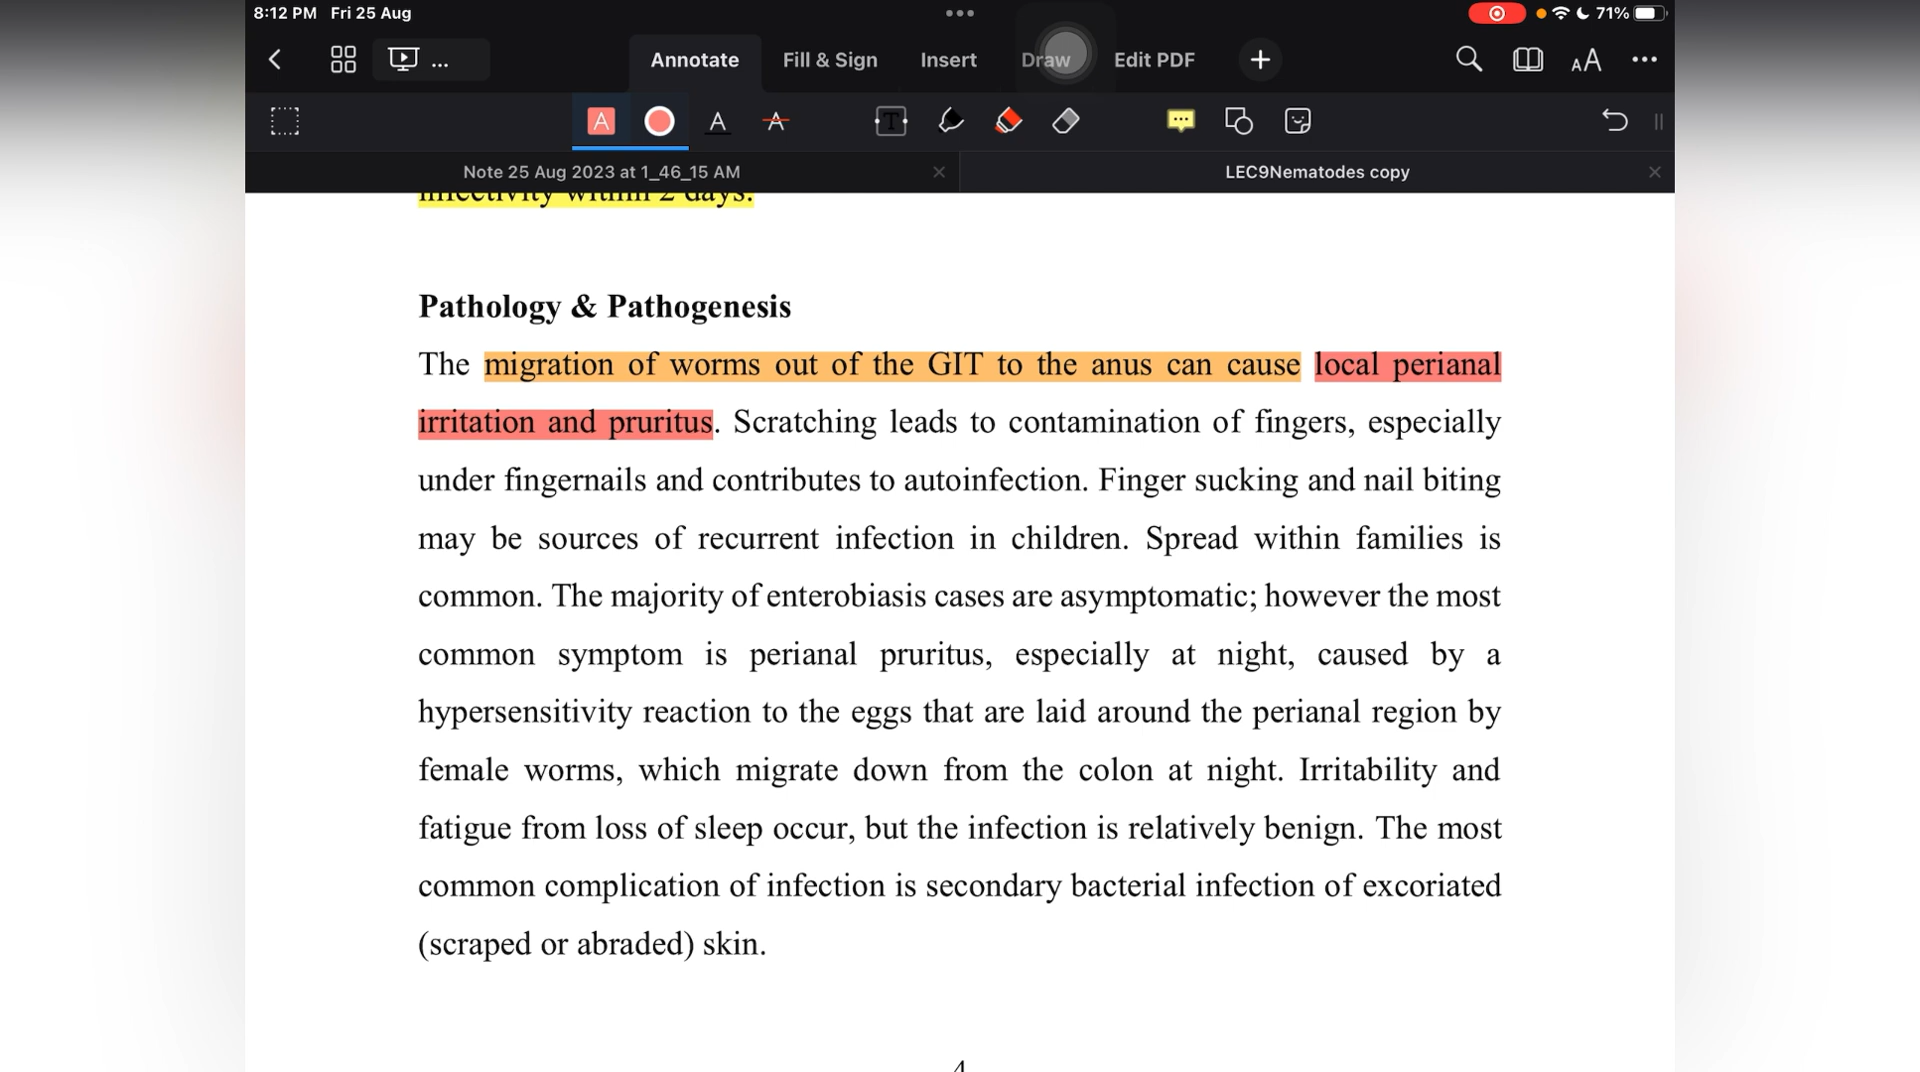 8:12 PM Fri 25 Aug
71%
Annotate Fill & Sign Insert Draw Edit PDF
Note 25 Aug 2023 at 1_46_15 AM
LEC9Nematodes copy
infectivity within 2 days.
Pathology & Pathogenesis
The migration of worms out of the GIT to the anus can cause local perianal
irritation and pruritus. Scratching leads to contamination of fingers, especially
under fingernails and contributes to autoinfection. Finger sucking and nail biting
may be sources of recurrent infection in children. Spread within families is
common. The majority of enterobiasis cases are asymptomatic; however the most
common symptom is perianal pruritus, especially at night, caused by a
hypersensitivity reaction to the eggs that are laid around the perianal region by
female worms, which migrate down from the colon at night. Irritability and
fatigue from loss of sleep occur, but the infection is relatively benign. The most
common complication of infection is secondary bacterial infection of excoriated
(scraped or abraded) skin.
4